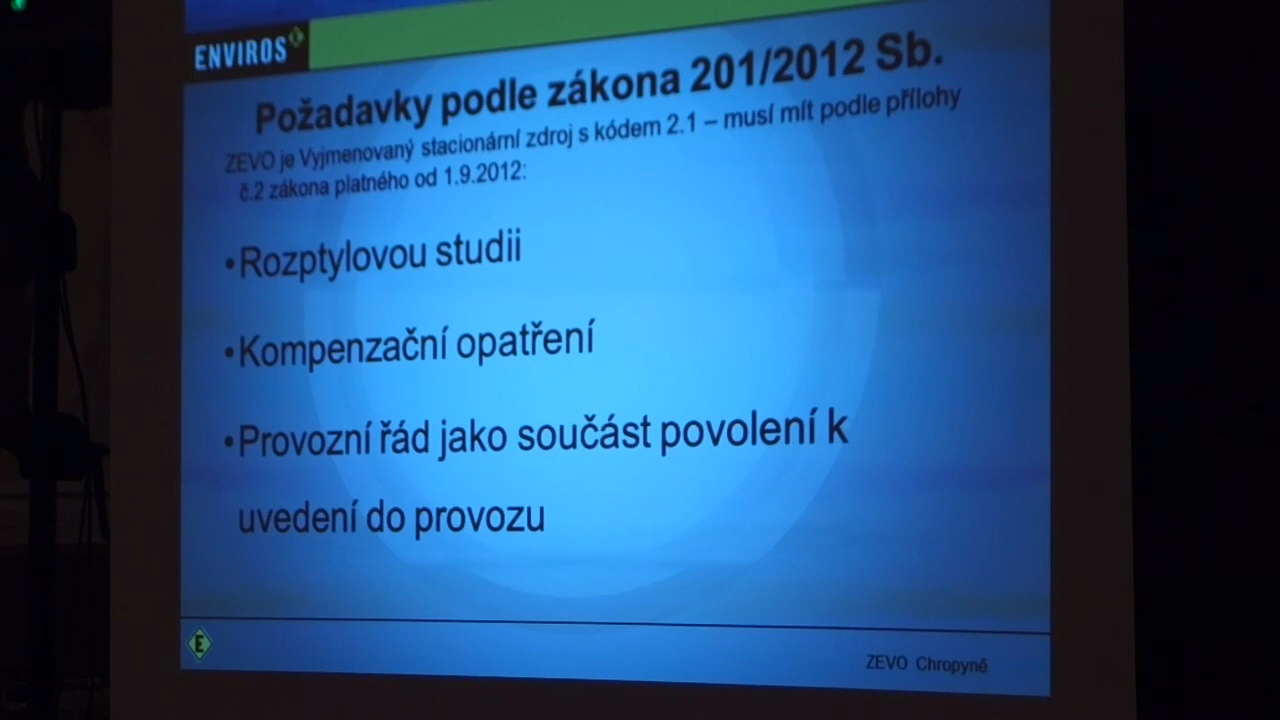 ENVIROS
Požadavky podle zákona 201/2012 Sb.
ZEVO je Vyjmenovaný stacionární zdroj s kódem 2.1 – musí mít podle přílohy
č.2 zákona platného od 1.9.2012:
•Rozptylovou studii
•Kompenzační opatření
•Provozní řád jako součást povolení k
uvedení do provozu
E
ZEVO Chropyně